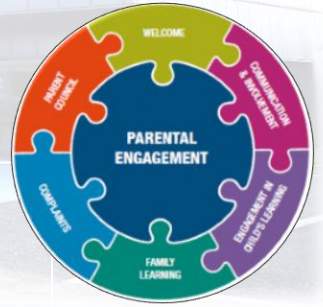 WELCOME
COMMUNICATION
& INVOLVEMENT
ENGAGEMENT IN
CHILD'S LEARNING
FAMILY
LEARNING
COMPLAINTS
PARENT
COUNCIL
PARENTAL
ENGAGEMENT